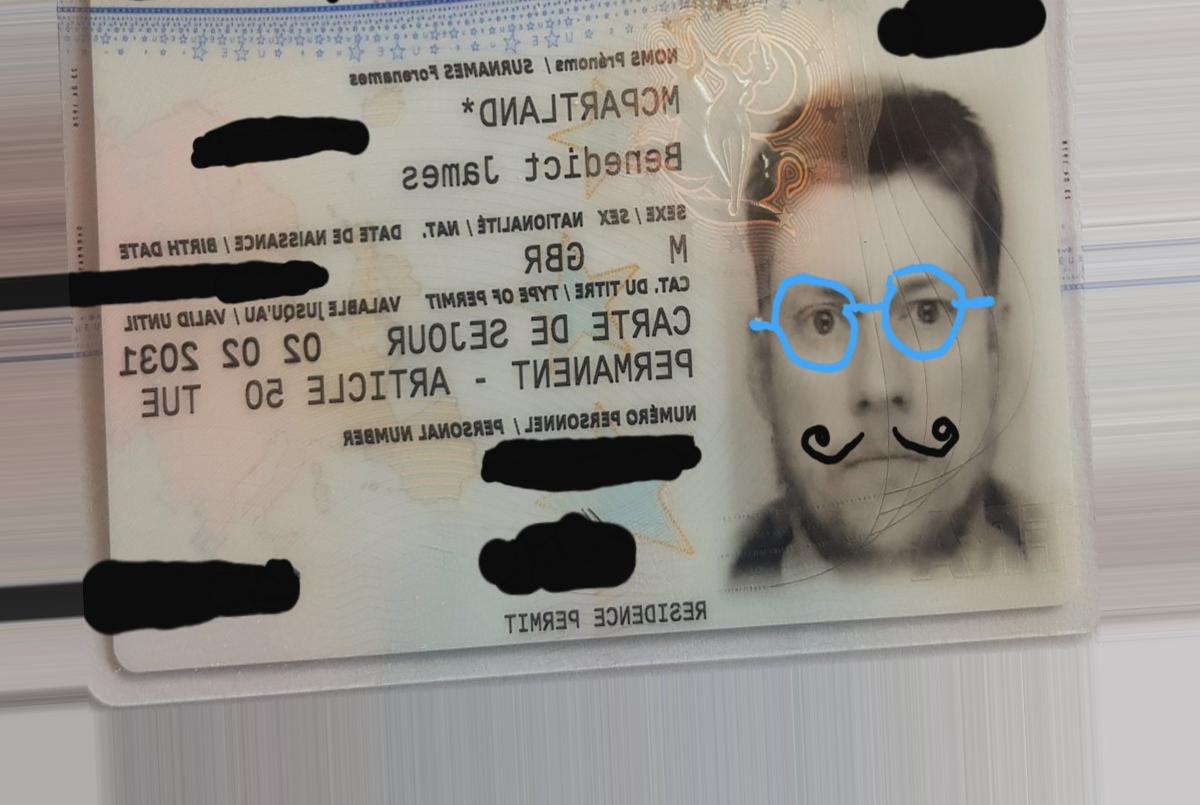 NOMS Prénoms / SURNAMES Forenames
MCPARTLAND*
Benedict James
SEXE / SEX NATIONALITÉ / NAT. DATE DE NAISSANCE / BIRTH DATE
M GBR
CAT. DU TITRE / TYPE OF PERMIT VALABLE JUSQU'AU / VALID UNTIL
CARTE DE SEJOUR 02 02 2031
PERMANENT - ARTICLE 50 TUE
NUMÉRO PERSONNEL / PERSONAL NUMBER
RESIDENCE PERMIT